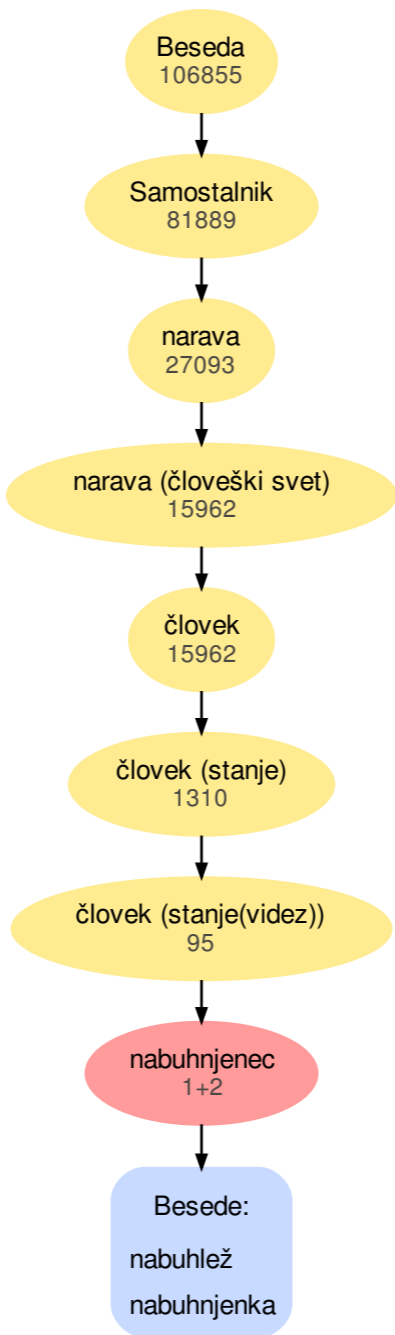 Beseda
106855
Samostalnik
81889
narava
27093
narava (človeški svet)
15962
človek
15962
človek (stanje)
1310
človek (stanje(videz))
95
nabuhnjenec
1+2
Besede:
nabuhlež
nabuhnjenka